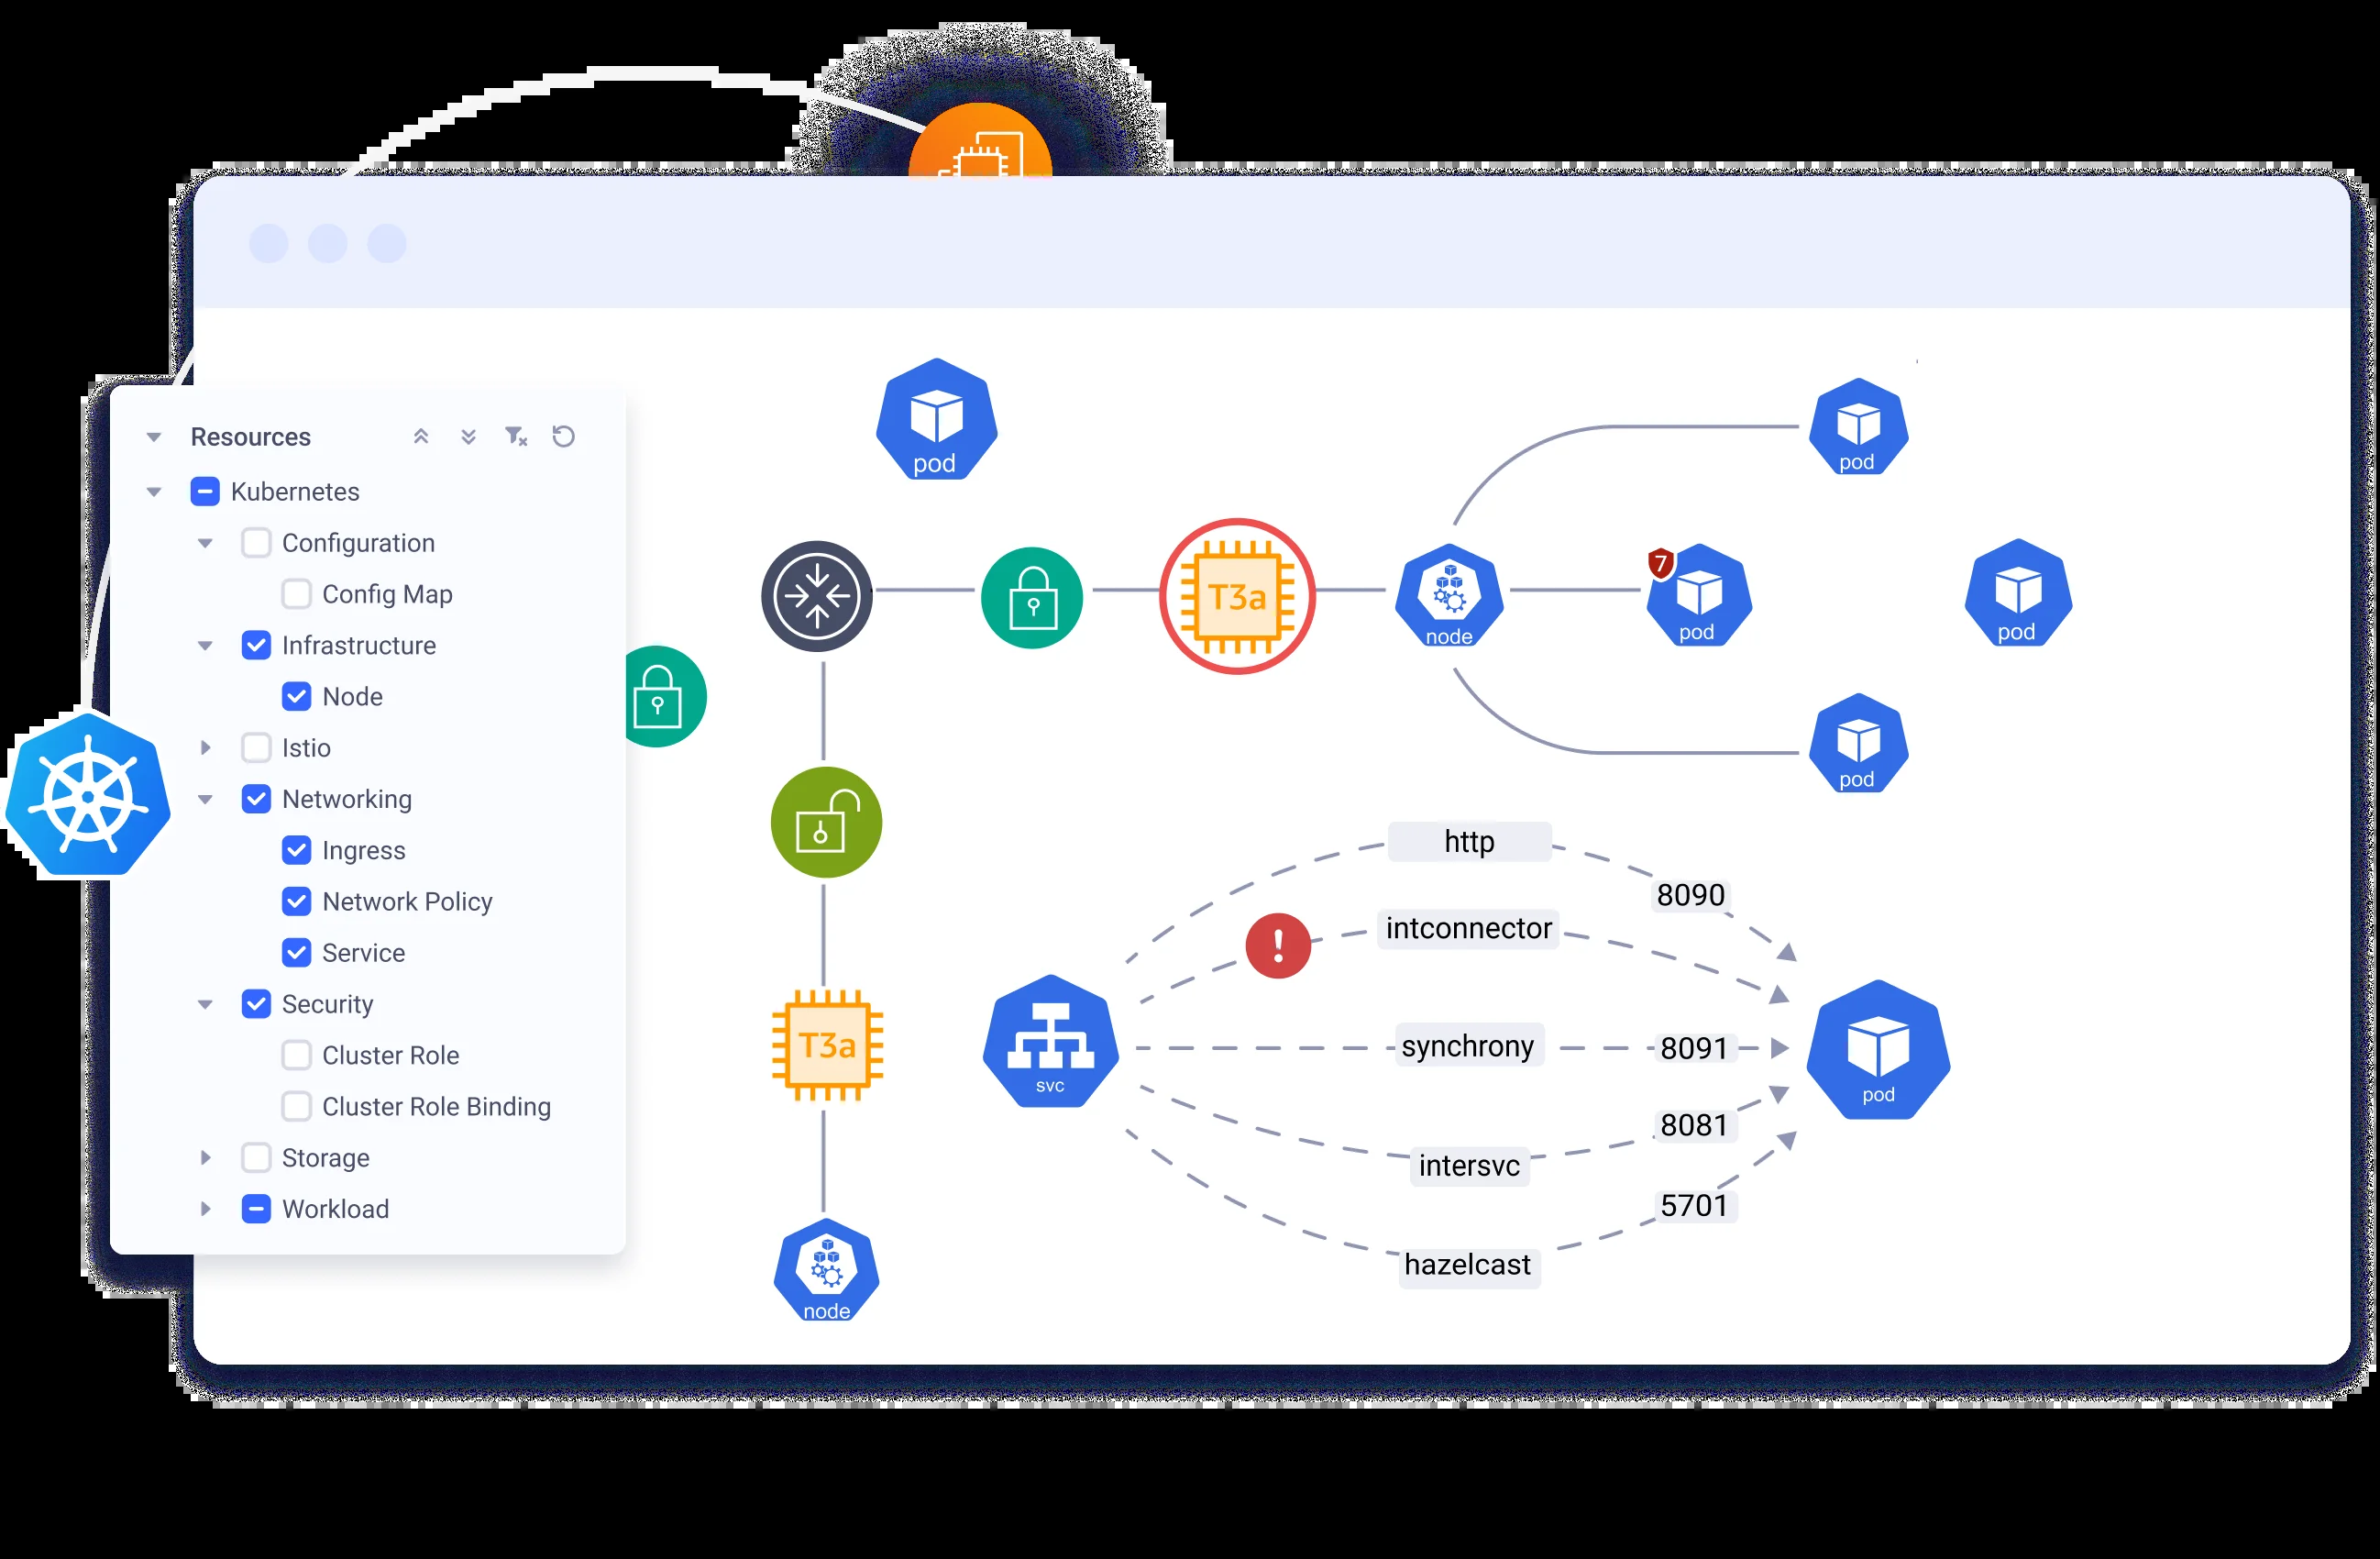 Resources
Kubernetes
Configuration
Config Map
Infrastructure
Node
Istio
Networking
Ingress
Network Policy
Service
Security
Cluster Role
Cluster Role Binding
Storage
Workload
pod
pod
T3a
node
7
pod
pod
pod
http
8090
!
intconnector
svc
synchrony
8091
pod
T3a
8081
intersvc
5701
hazelcast
node